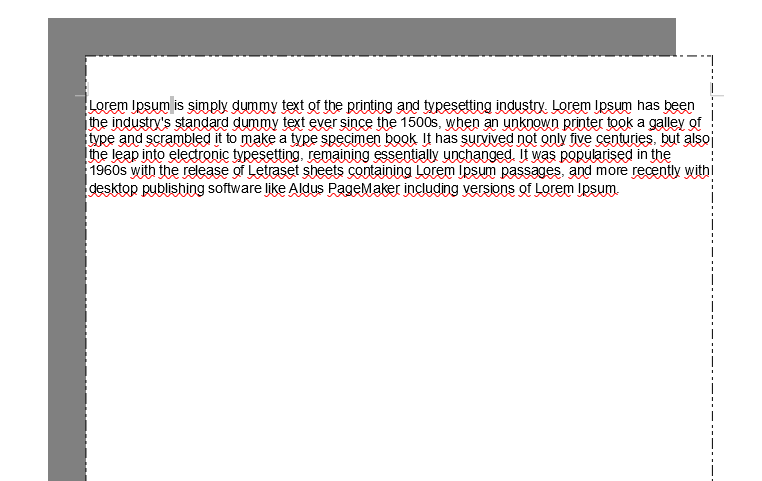 Lorem Ipsum is simply dummy text of the printing and typesetting industry. Lorem Ipsum has been
the industry's standard dummy text ever since the 1500s, when an unknown printer took a galley of
type and scrambled it to make a type specimen book. It has survived not only five centuries, but also
the leap into electronic typesetting, remaining essentially unchanged. It was popularised in the
1960s with the release of Letraset sheets containing Lorem Ipsum passages, and more recently with
desktop publishing software like Aldus PageMaker including versions of Lorem Ipsum.